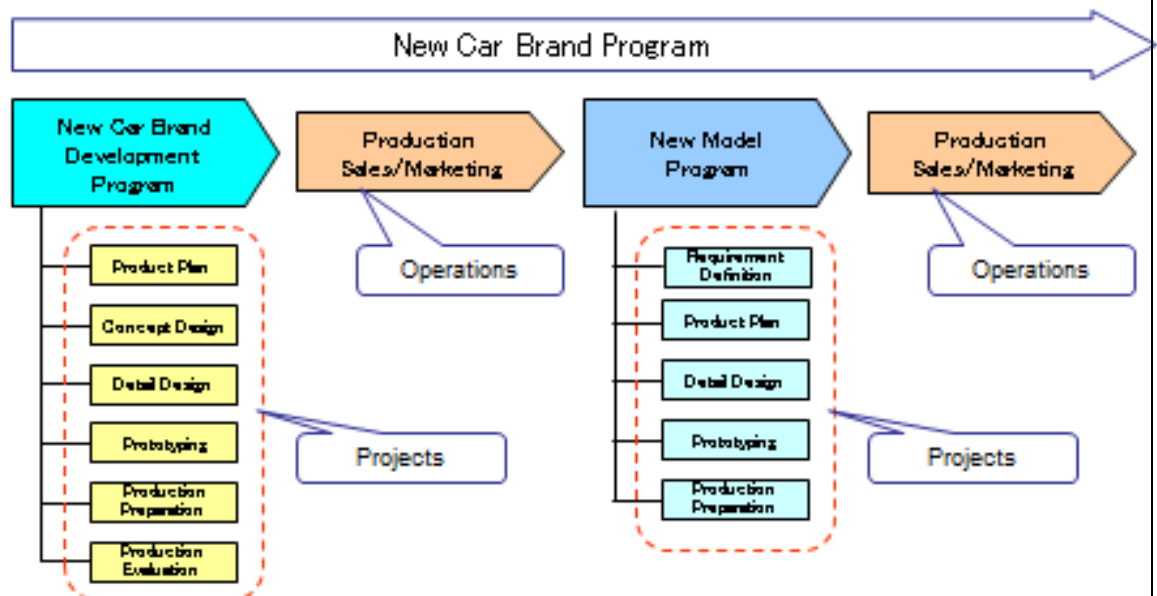 New Car Brand Program
New Car Brand
Development
Program
Production
Sales/Marketing
New Model
Program
Production
Sales/Marketing
Operations
Operations
Product Plan
Concept Design
Detail Design
Prototyping
Production
Preparation
Production
Evaluation
Projects
Requirement
Definition
Product Plan
Detail Design
Prototyping
Production
Preparation
Projects